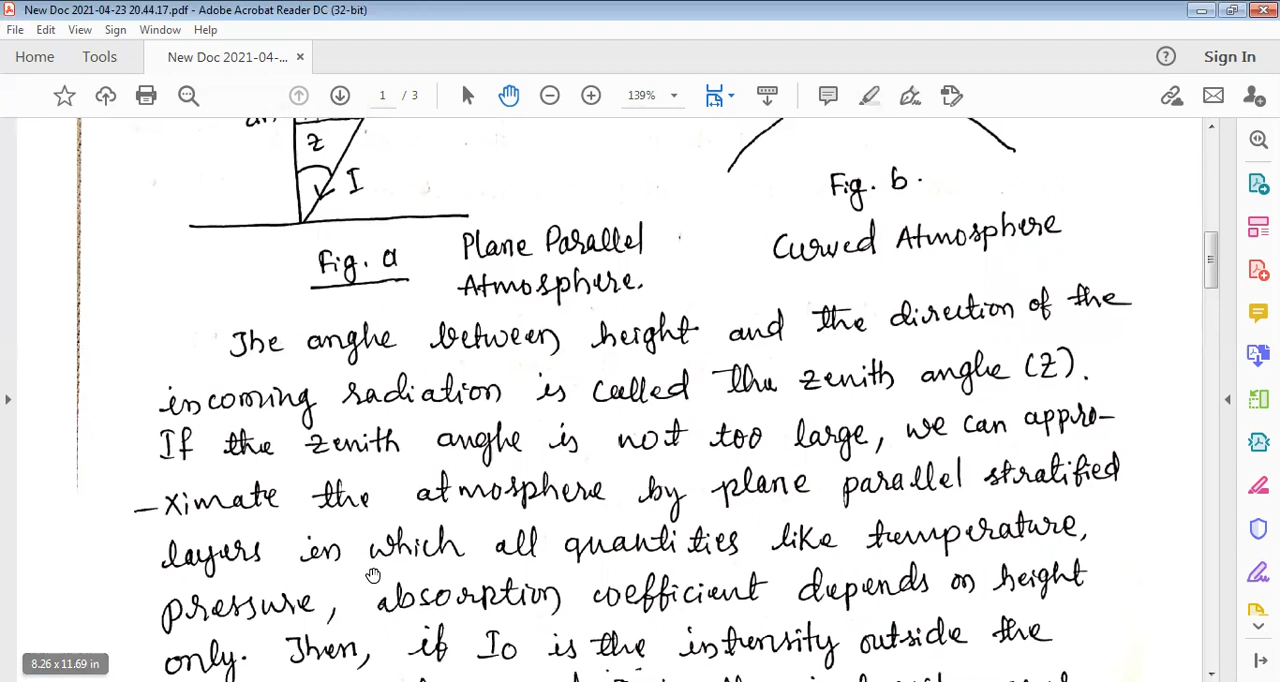 New Doc 2021-04-23 20.44.17.pdf - Adobe Acrobat Reader DC (32-bit)
File Edit View Sign Window Help
Home Tools New Doc 2021-04-... × Sign In
1 / 3 139%
z
I
Fig. a Plane Parallel
Atmosphere.
Fig. b.
Curved Atmosphere
The anghe between height and the direction of the
incoming radiation is called the zenith anghe (Z).
If the zenith anghe is not too large, we can appro-
-ximate the atmosphere by plane parallel stratified
layers in which all quantities like temperature,
pressure, absorption coefficient depends on height
only. Then, if Io is the intensity outside the
8.26 x 11.69 in